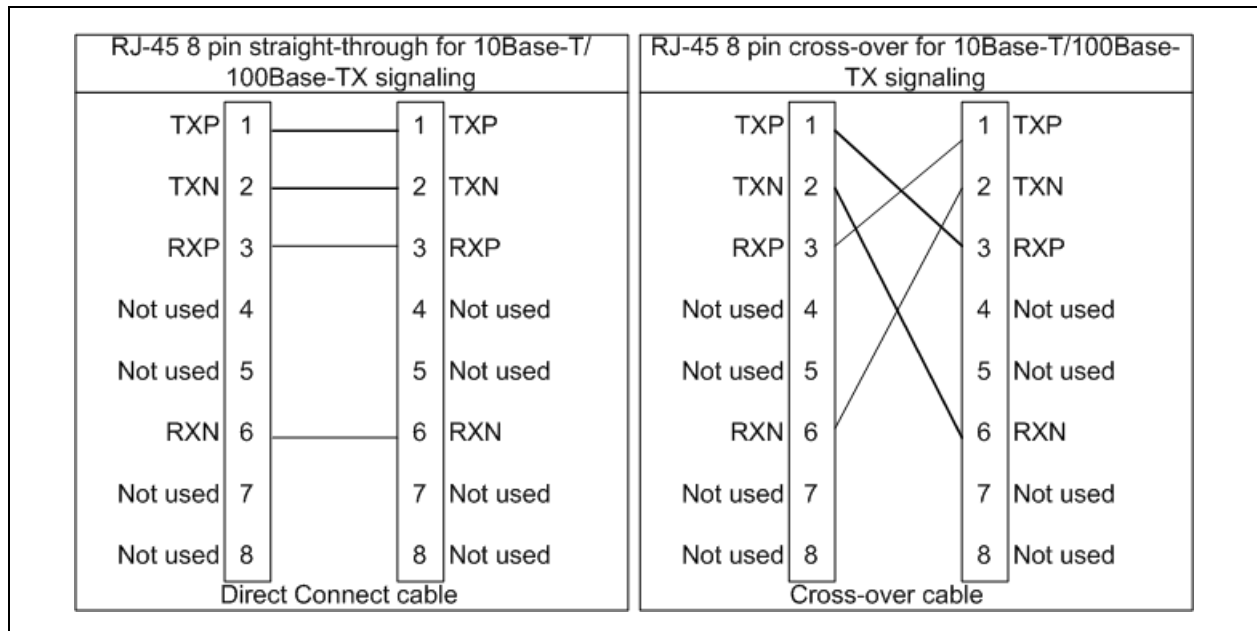 RJ-45 8 pin straight-through for 10Base-T/
100Base-TX signaling
TXP 1 1 TXP
TXN 2 2 TXN
RXP 3 3 RXP
Not used 4 4 Not used
Not used 5 5 Not used
RXN 6 6 RXN
Not used 7 7 Not used
Not used 8 8 Not used
Direct Connect cable
RJ-45 8 pin cross-over for 10Base-T/100Base-
TX signaling
TXP 1 1 TXP
TXN 2 2 TXN
RXP 3 3 RXP
Not used 4 4 Not used
Not used 5 5 Not used
RXN 6 6 RXN
Not used 7 7 Not used
Not used 8 8 Not used
Cross-over cable